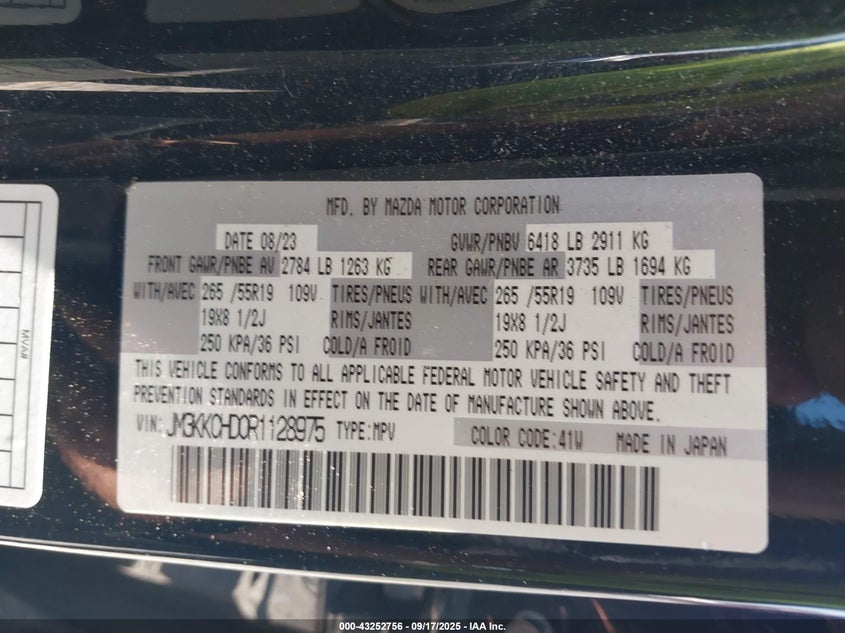 MFD. BY MAZDA MOTOR CORPORATION
DATE 08/23 GVWR/PNBV 6418 LB 2911 KG
FRONT GAWR/PNBE AV 2784 LB 1263 KG REAR GAWR/PNBE AR 3735 LB 1694 KG
WITH/AVEC 265 /55R19 109V TIRES/PNEUS WITH/AVEC 265 /55R19 109V TIRES/PNEUS
19X8 1/2J RIMS/JANTES 19X8 1/2J RIMS/JANTES
250 KPA/36 PSI COLD/A FROID 250 KPA/36 PSI COLD/A FROID
THIS VEHICLE CONFORMS TO ALL APPLICABLE FEDERAL MOTOR VEHICLE SAFETY AND THEFT
PREVENTION STANDARDS IN EFFECT ON THE DATE OF MANUFACTURE SHOWN ABOVE.
VIN: JM3KKCHD0R1128975 TYPE:MPV COLOR CODE:41W MADE IN JAPAN
000-43252756 - 09/17/2025 - IAA Inc.